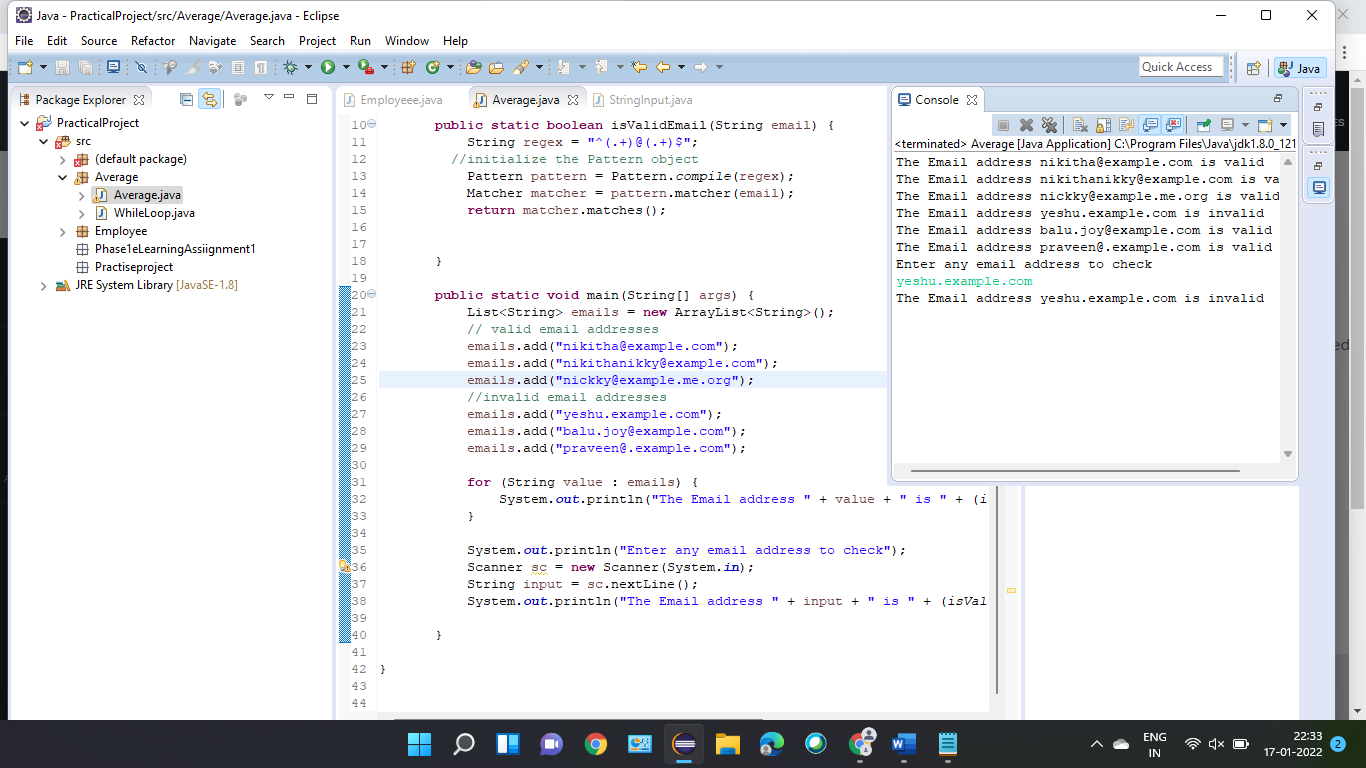 Java - PracticalProject/src/Average/Average.java - Eclipse
File Edit Source Refactor Navigate Search Project Run Window Help
Quick Access
Java
Package Explorer
PracticalProject
src
(default package)
Average
Average.java
WhileLoop.java
Employee
Phase1eLearningAssiignment1
Practiseproject
JRE System Library [JavaSE-1.8]
Employeee.java Average.java StringInput.java
10 public static boolean isValidEmail(String email) {
11 String regex = "^(.+)@(.+)$";
12 //initialize the Pattern object
13 Pattern pattern = Pattern.compile(regex);
14 Matcher matcher = pattern.matcher(email);
15 return matcher.matches();
16
17
18 }
19
20 public static void main(String[] args) {
21 List<String> emails = new ArrayList<String>();
22 // valid email addresses
23 emails.add("nikitha@example.com");
24 emails.add("nikithanikky@example.com");
25 emails.add("nickky@example.me.org");
26 //invalid email addresses
27 emails.add("yeshu.example.com");
28 emails.add("balu.joy@example.com");
29 emails.add("praveen@.example.com");
30
31 for (String value : emails) {
32 System.out.println("The Email address " + value + " is " + (i
33 }
34
35 System.out.println("Enter any email address to check");
36 Scanner sc = new Scanner(System.in);
37 String input = sc.nextLine();
38 System.out.println("The Email address " + input + " is " + (isVal
39
40 }
41
42 }
43
44
Console
<terminated> Average [Java Application] C:\Program Files\Java\jdk1.8.0_121
The Email address nikitha@example.com is valid
The Email address nikithanikky@example.com is va
The Email address nickky@example.me.org is valid
The Email address yeshu.example.com is invalid
The Email address balu.joy@example.com is valid
The Email address praveen@.example.com is valid
Enter any email address to check
yeshu.example.com
The Email address yeshu.example.com is invalid
ES
ed
ENG
IN
22:33
17-01-2022
2